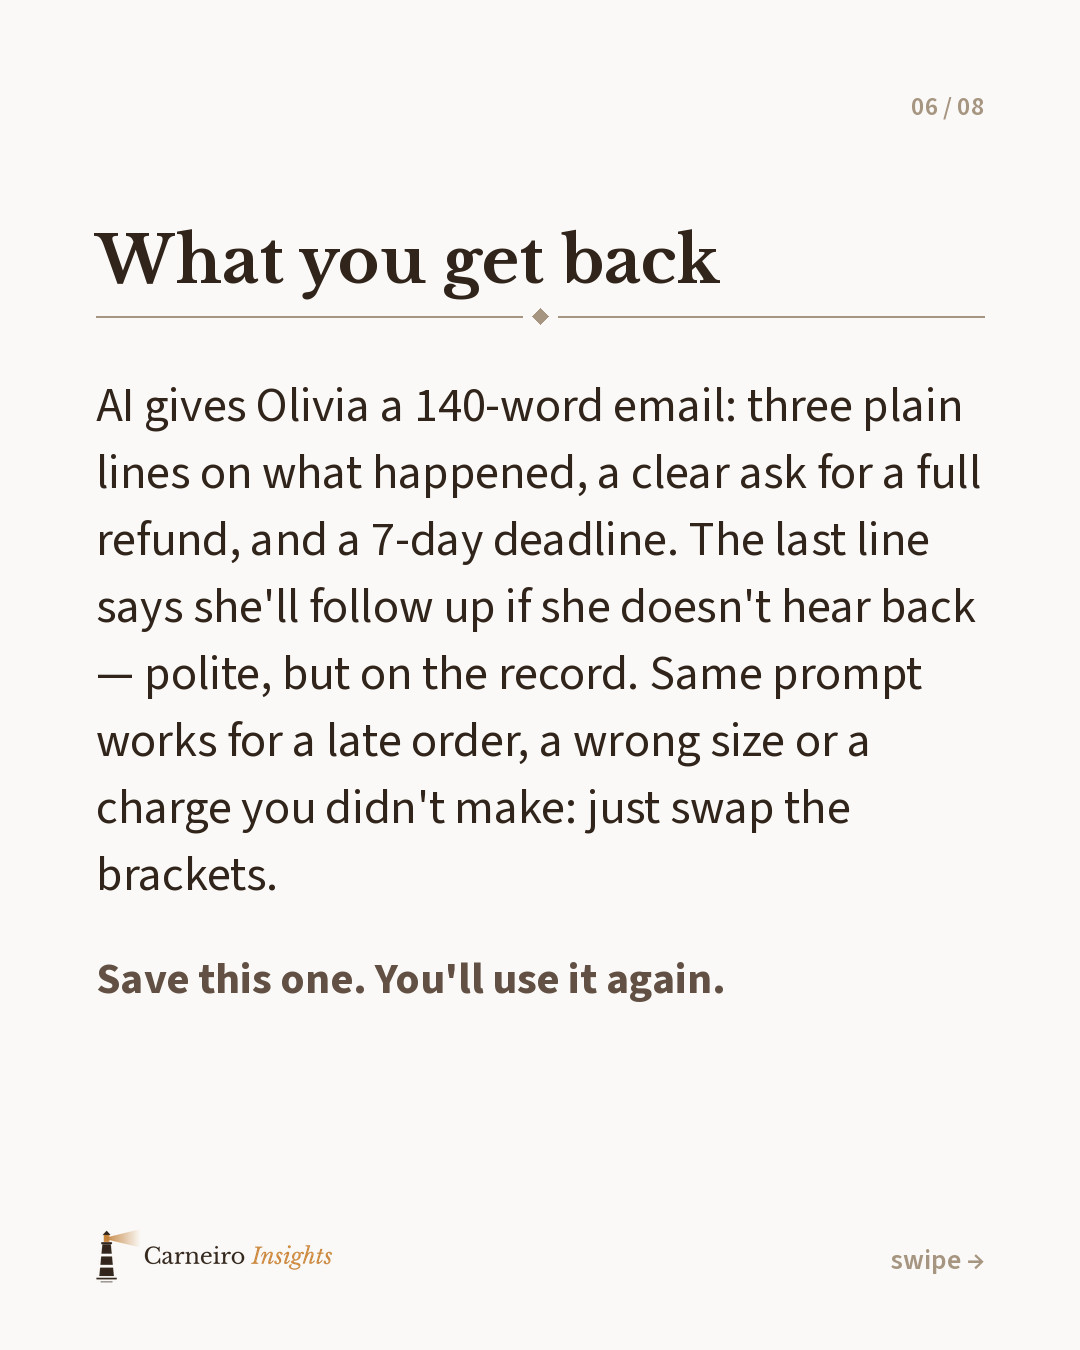 06 / 08
What you get back
AI gives Olivia a 140-word email: three plain
lines on what happened, a clear ask for a full
refund, and a 7-day deadline. The last line
says she'll follow up if she doesn't hear back
— polite, but on the record. Same prompt
works for a late order, a wrong size or a
charge you didn't make: just swap the
brackets.
Save this one. You'll use it again.
Carneiro Insights
swipe →